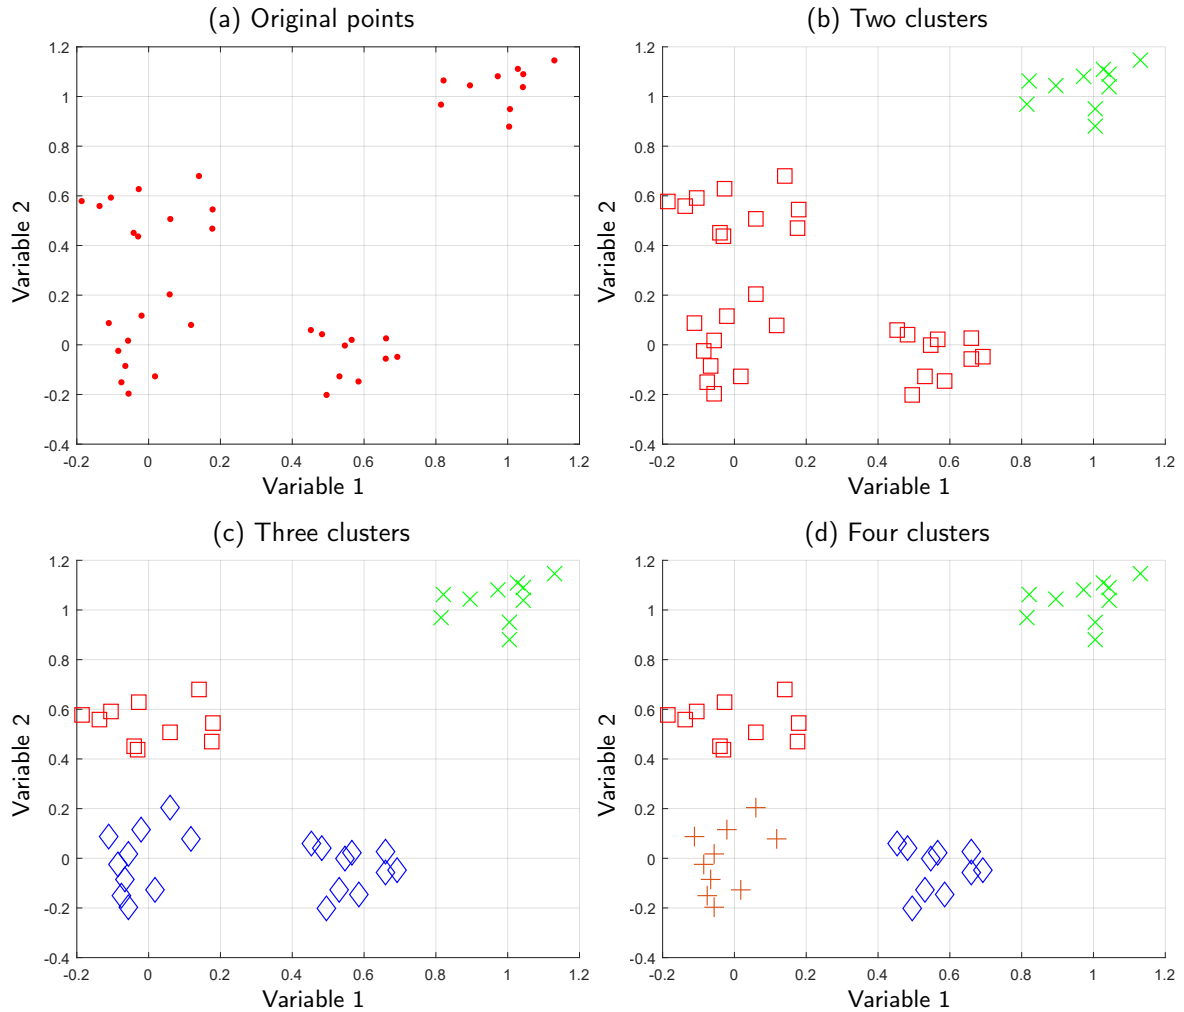 (a) Original points
1.2
1
0.8
0.6
0.4
0.2
0
-0.2
-0.4
-0.2 0 0.2 0.4 0.6 0.8 1 1.2
Variable 1
Variable 2
(b) Two clusters
1.2
1
0.8
0.6
0.4
0.2
0
-0.2
-0.4
-0.2 0 0.2 0.4 0.6 0.8 1 1.2
Variable 1
Variable 2
(c) Three clusters
1.2
1
0.8
0.6
0.4
0.2
0
-0.2
-0.4
-0.2 0 0.2 0.4 0.6 0.8 1 1.2
Variable 1
Variable 2
(d) Four clusters
1.2
1
0.8
0.6
0.4
0.2
0
-0.2
-0.4
-0.2 0 0.2 0.4 0.6 0.8 1 1.2
Variable 1
Variable 2